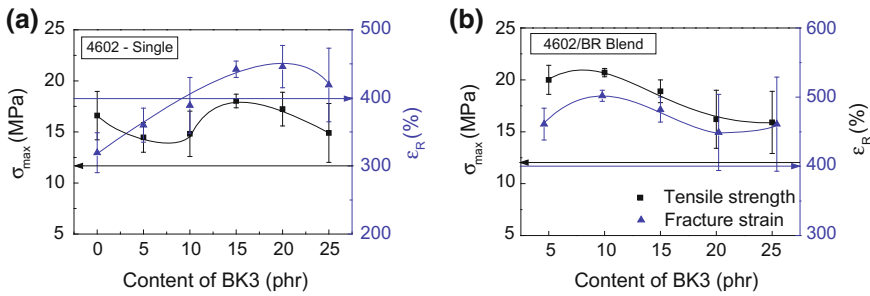 (a)
4602 - Single
σmax (MPa)
25
20
15
10
5
0 5 10 15 20 25
Content of BK3 (phr)
500
400
300
200
εR (%)
(b)
4602/BR Blend
σmax (MPa)
25
20
15
10
5
5 10 15 20 25
Content of BK3 (phr)
600
500
400
300
εR (%)
Tensile strength
Fracture strain